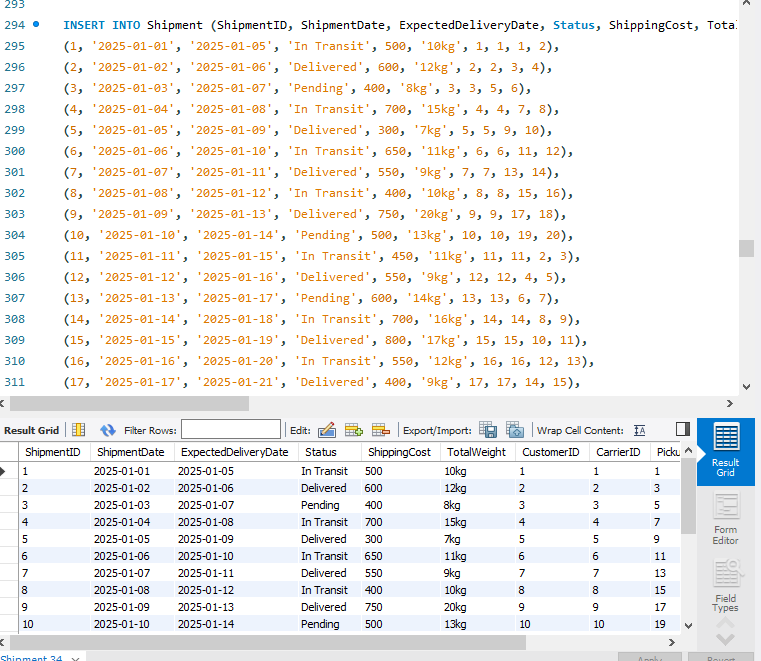 293
294 INSERT INTO Shipment (ShipmentID, ShipmentDate, ExpectedDeliveryDate, Status, ShippingCost, Total
295 (1, '2025-01-01', '2025-01-05', 'In Transit', 500, '10kg', 1, 1, 1, 2),
296 (2, '2025-01-02', '2025-01-06', 'Delivered', 600, '12kg', 2, 2, 3, 4),
297 (3, '2025-01-03', '2025-01-07', 'Pending', 400, '8kg', 3, 3, 5, 6),
298 (4, '2025-01-04', '2025-01-08', 'In Transit', 700, '15kg', 4, 4, 7, 8),
299 (5, '2025-01-05', '2025-01-09', 'Delivered', 300, '7kg', 5, 5, 9, 10),
300 (6, '2025-01-06', '2025-01-10', 'In Transit', 650, '11kg', 6, 6, 11, 12),
301 (7, '2025-01-07', '2025-01-11', 'Delivered', 550, '9kg', 7, 7, 13, 14),
302 (8, '2025-01-08', '2025-01-12', 'In Transit', 400, '10kg', 8, 8, 15, 16),
303 (9, '2025-01-09', '2025-01-13', 'Delivered', 750, '20kg', 9, 9, 17, 18),
304 (10, '2025-01-10', '2025-01-14', 'Pending', 500, '13kg', 10, 10, 19, 20),
305 (11, '2025-01-11', '2025-01-15', 'In Transit', 450, '11kg', 11, 11, 2, 3),
306 (12, '2025-01-12', '2025-01-16', 'Delivered', 550, '9kg', 12, 12, 4, 5),
307 (13, '2025-01-13', '2025-01-17', 'Pending', 600, '14kg', 13, 13, 6, 7),
308 (14, '2025-01-14', '2025-01-18', 'In Transit', 700, '16kg', 14, 14, 8, 9),
309 (15, '2025-01-15', '2025-01-19', 'Delivered', 800, '17kg', 15, 15, 10, 11),
310 (16, '2025-01-16', '2025-01-20', 'In Transit', 550, '12kg', 16, 16, 12, 13),
311 (17, '2025-01-17', '2025-01-21', 'Delivered', 400, '9kg', 17, 17, 14, 15),
Result Grid Filter Rows: Edit: Export/Import: Wrap Cell Content:
ShipmentID ShipmentDate ExpectedDeliveryDate Status ShippingCost TotalWeight CustomerID CarrierID Picku
1 2025-01-01 2025-01-05 In Transit 500 10kg 1 1 1
2 2025-01-02 2025-01-06 Delivered 600 12kg 2 2 3
3 2025-01-03 2025-01-07 Pending 400 8kg 3 3 5
4 2025-01-04 2025-01-08 In Transit 700 15kg 4 4 7
5 2025-01-05 2025-01-09 Delivered 300 7kg 5 5 9
6 2025-01-06 2025-01-10 In Transit 650 11kg 6 6 11
7 2025-01-07 2025-01-11 Delivered 550 9kg 7 7 13
8 2025-01-08 2025-01-12 In Transit 400 10kg 8 8 15
9 2025-01-09 2025-01-13 Delivered 750 20kg 9 9 17
10 2025-01-10 2025-01-14 Pending 500 13kg 10 10 19
Result
Grid
Form
Editor
Field
Types
Shipment 34
Apply
Revert